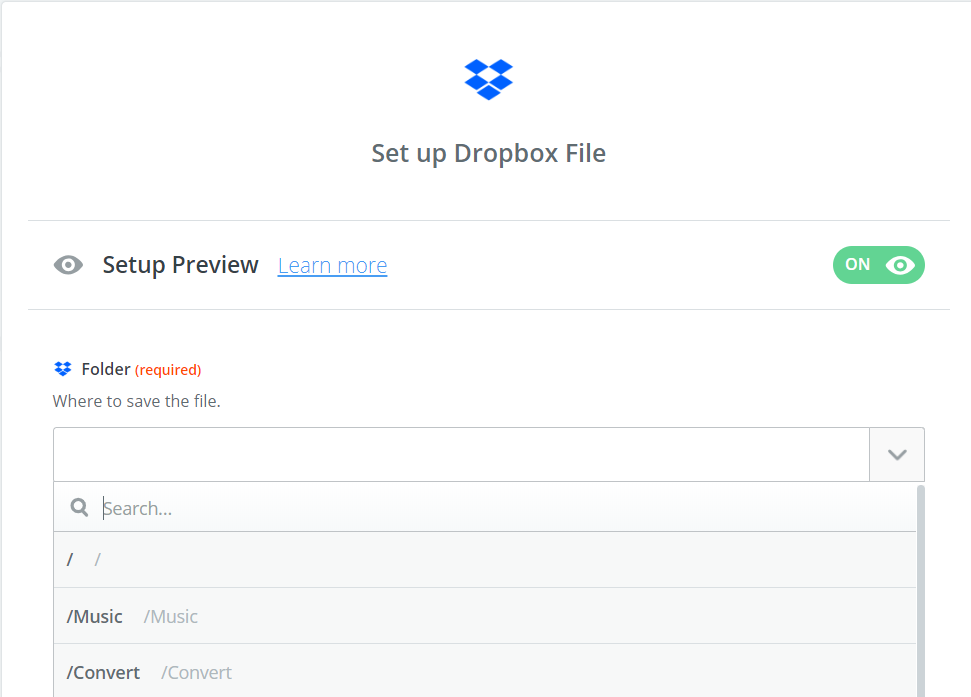 Set up Dropbox File
Setup Preview Learn more ON
Folder (required)
Where to save the file.
Search...
/ /
/Music /Music
/Convert /Convert